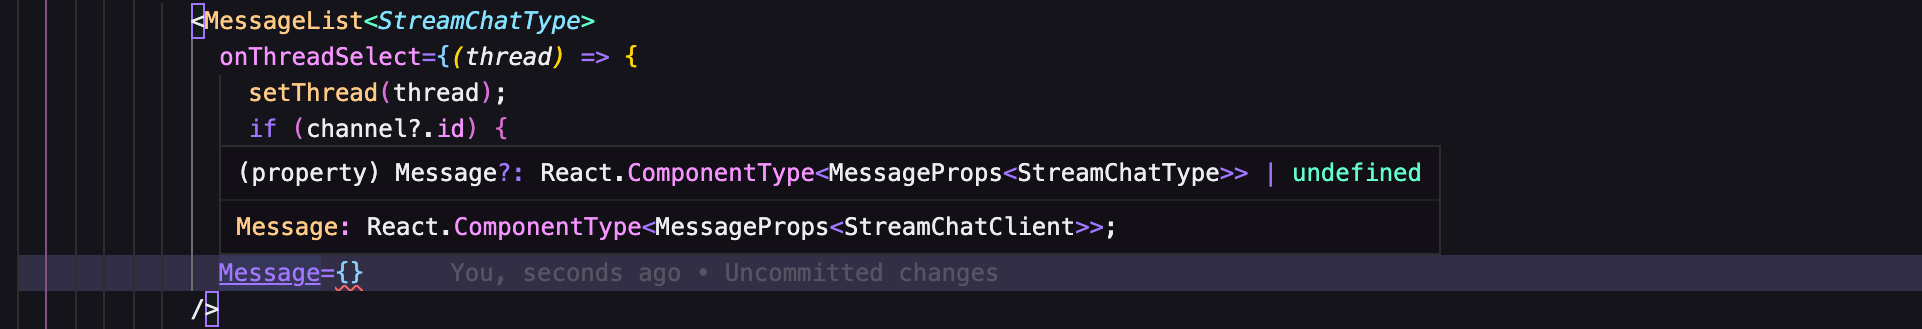 <MessageList<StreamChatType>
onThreadSelect={(thread) => {
setThread(thread);
if (channel?.id) {
(property) Message?: React.ComponentType<MessageProps<StreamChatType>> | undefined
Message: React.ComponentType<MessageProps<StreamChatClient>>;
Message={} You, seconds ago • Uncommitted changes
/>